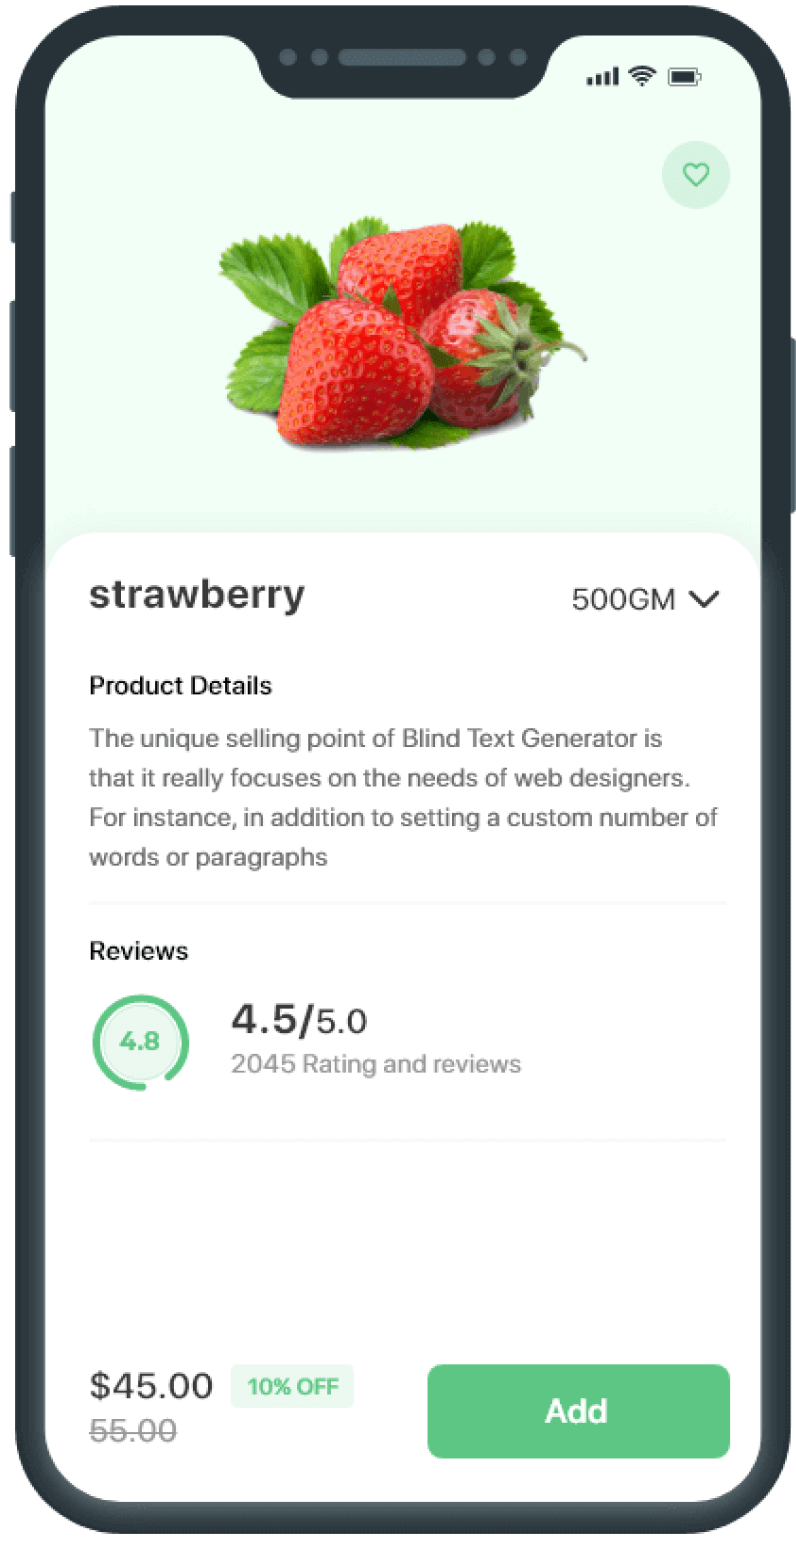 strawberry
500GM
Product Details
The unique selling point of Blind Text Generator is
that it really focuses on the needs of web designers.
For instance, in addition to setting a custom number of
words or paragraphs
Reviews
4.8
4.5/5.0
2045 Rating and reviews
$45.00
10% OFF
55.00
Add